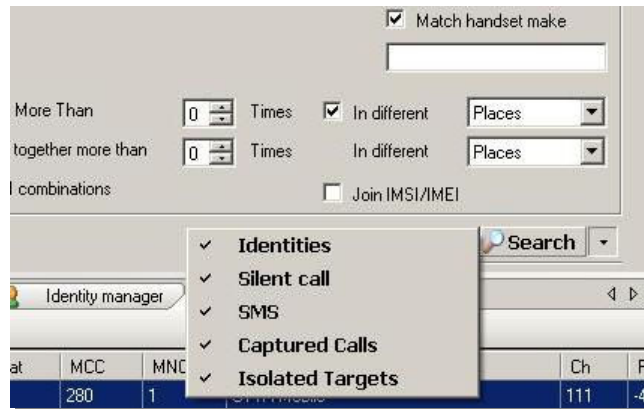 Match handset make
More Than 0 Times In different Places
together more than 0 Times In different Places
combinations Join IMSI/IMEI
Search
Identities
Silent call
SMS
Captured Calls
Isolated Targets
Identity manager
MCC MNC Ch
280 1 111